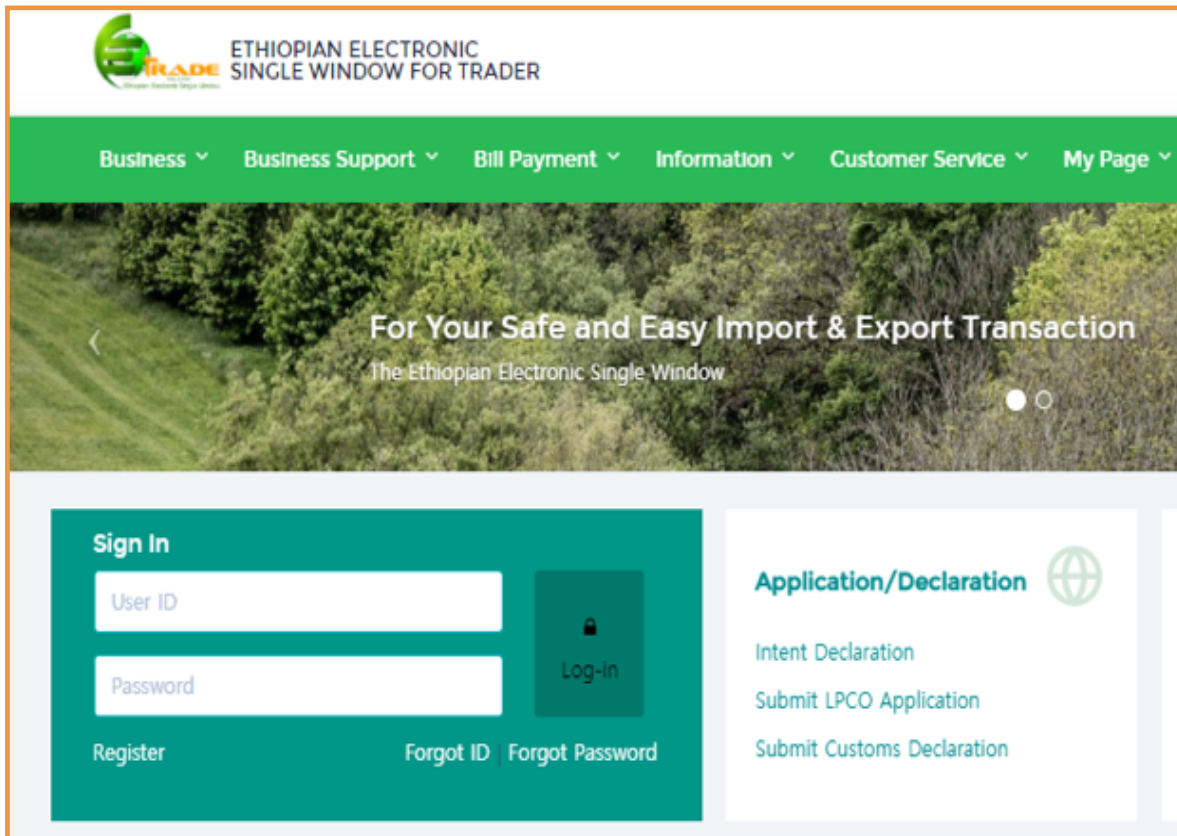 TRADE
ETHIOPIAN ELECTRONIC
SINGLE WINDOW FOR TRADER
Business Business Support Bill Payment Information Customer Service My Page
For Your Safe and Easy Import & Export Transaction
The Ethiopian Electronic Single Window
Sign In
User ID
Password
Log-in
Register
Forgot ID | Forgot Password
Application/Declaration
Intent Declaration
Submit LPCO Application
Submit Customs Declaration